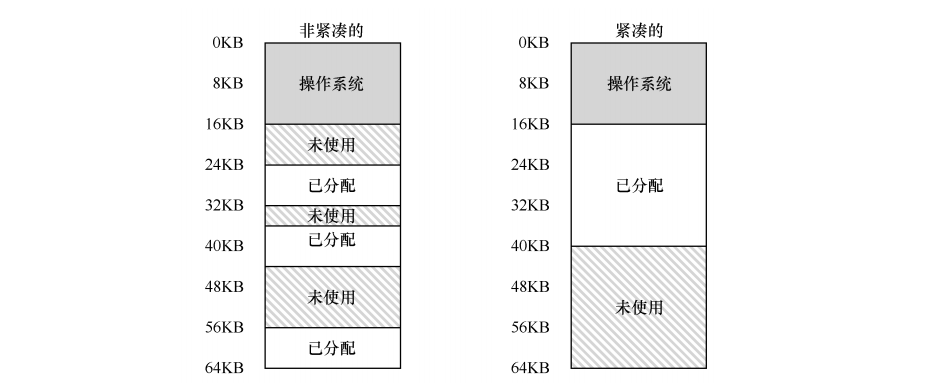 非紧凑的
0KB
操作系统
8KB
16KB
未使用
24KB
已分配
32KB
未使用
已分配
40KB
48KB
未使用
56KB
已分配
64KB
紧凑的
0KB
操作系统
8KB
16KB
24KB
已分配
32KB
40KB
48KB
未使用
56KB
64KB